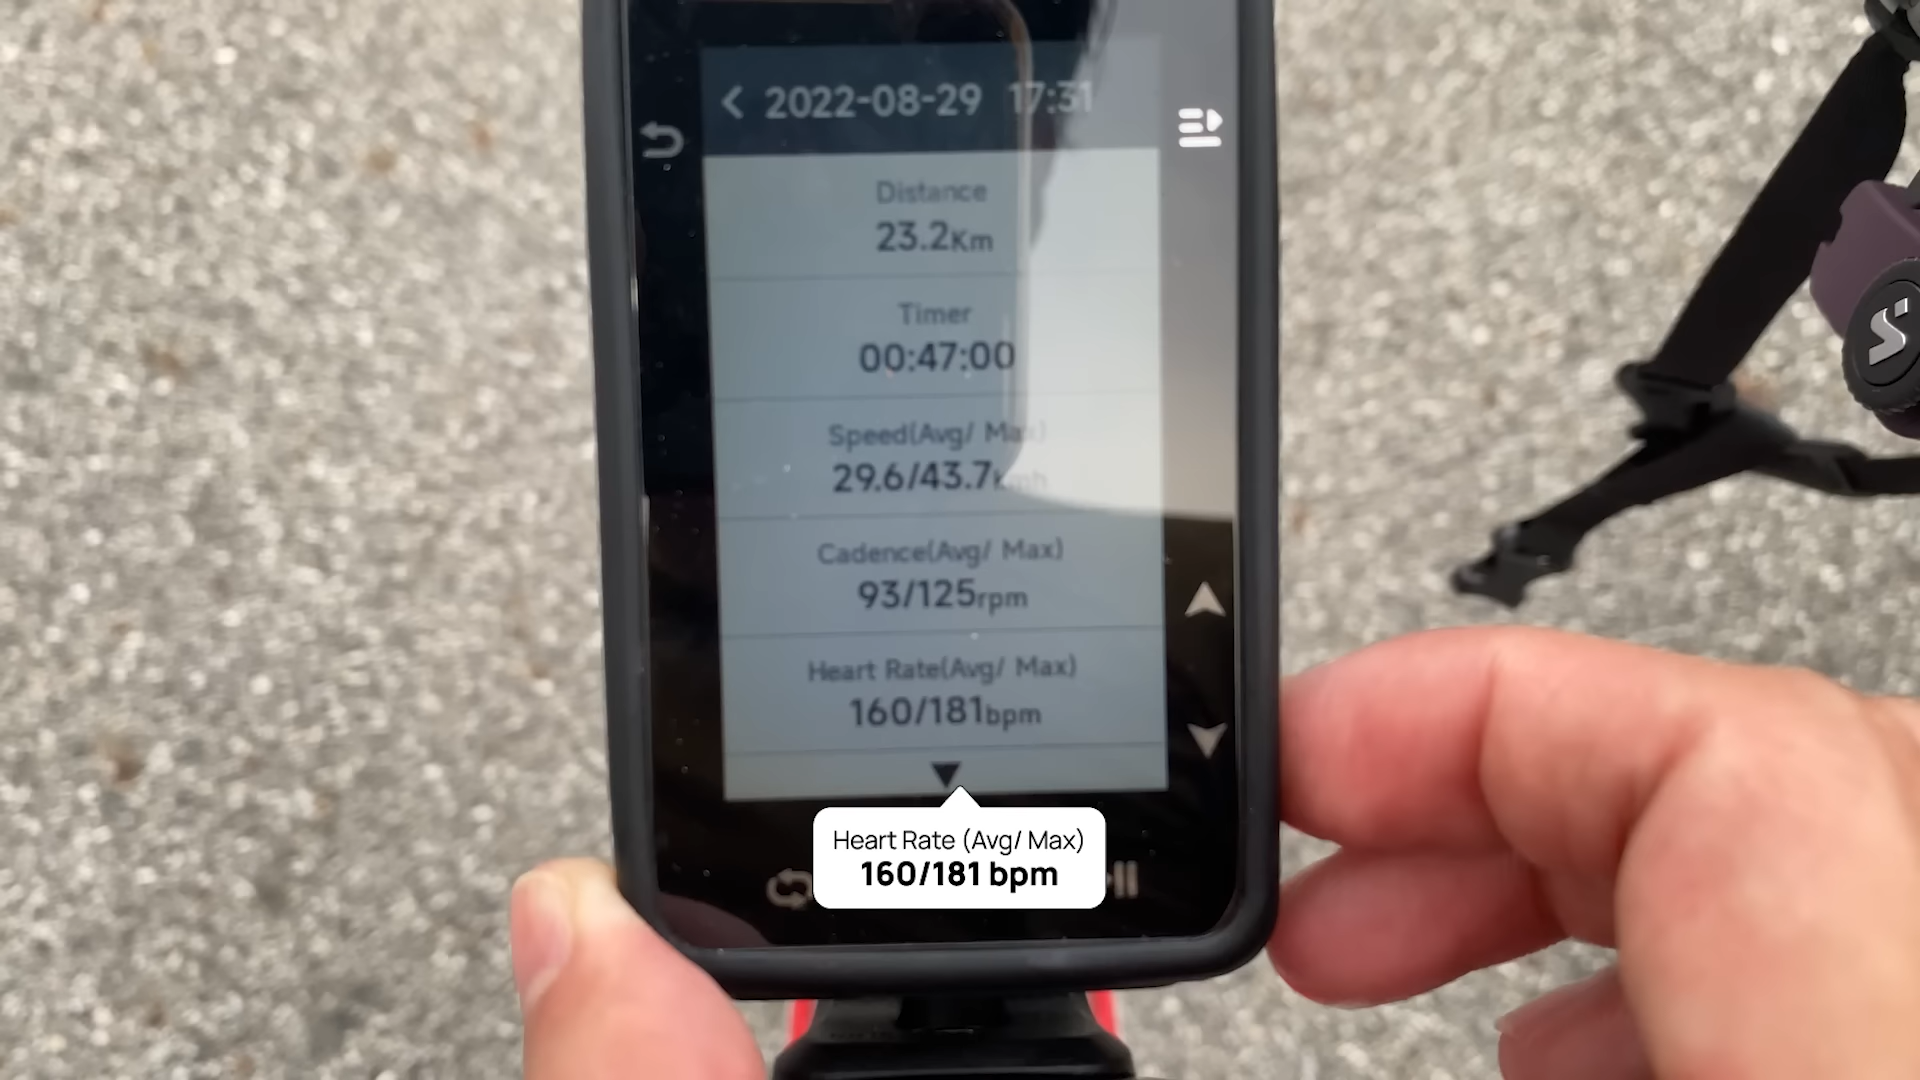 2022-08-29 17:31
Distance
23.2Km
Timer
00:47:00
Speed(Avg/ Max)
29.6/43.7kmh
Cadence(Avg/ Max)
93/125rpm
Heart Rate(Avg/ Max)
160/181bpm
Heart Rate (Avg/ Max)
160/181 bpm